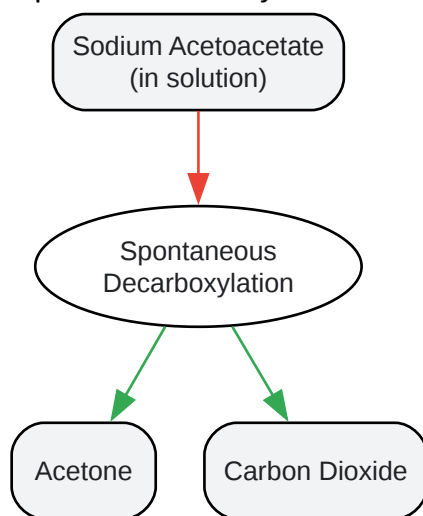 Sodium Acetoacetate
(in solution)
Spontaneous
Decarboxylation
Acetone
Carbon Dioxide